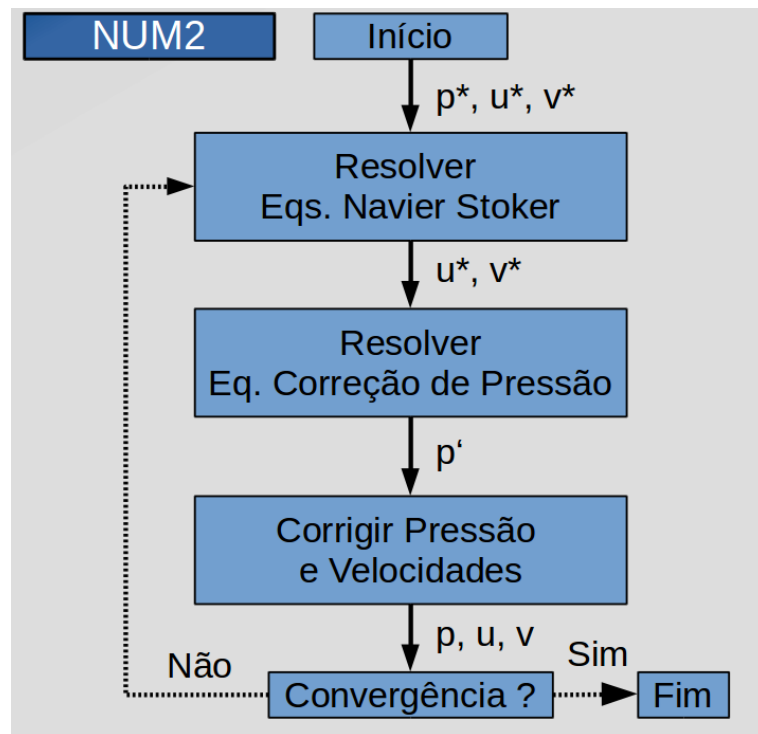 NUM2
Início
p*, u*, v*
Resolver
Eqs. Navier Stoker
u*, v*
Resolver
Eq. Correção de Pressão
p‘
Corrigir Pressão
e Velocidades
p, u, v
Não
Sim
Convergência ?
Fim